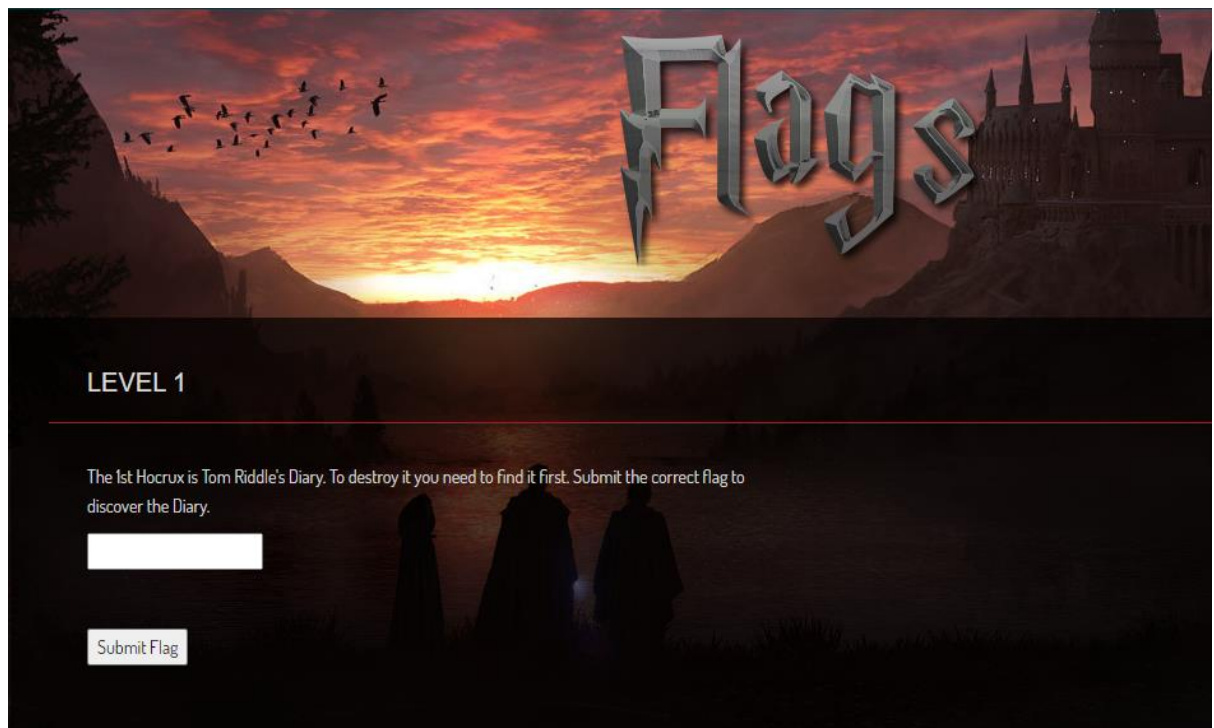 Flags
LEVEL 1
The 1st Hocrux is Tom Riddle's Diary. To destroy it you need to find it first. Submit the correct flag to
discover the Diary.
Submit Flag